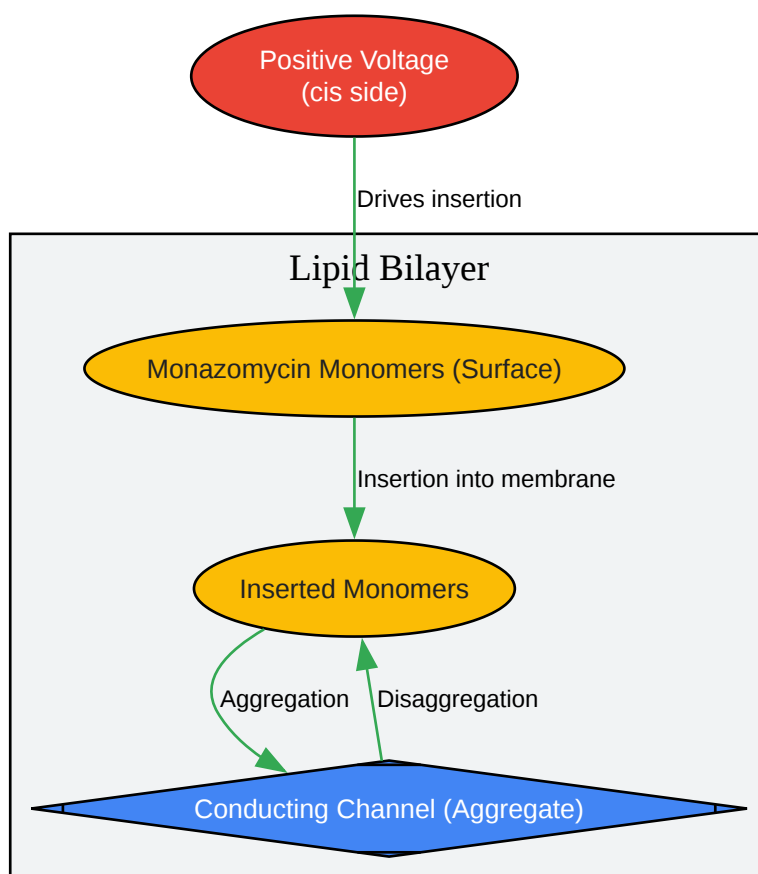 Positive Voltage
(cis side)
Drives insertion
Lipid Bilayer
Monazomycin Monomers (Surface)
Insertion into membrane
Inserted Monomers
Aggregation
Disaggregation
Conducting Channel (Aggregate)